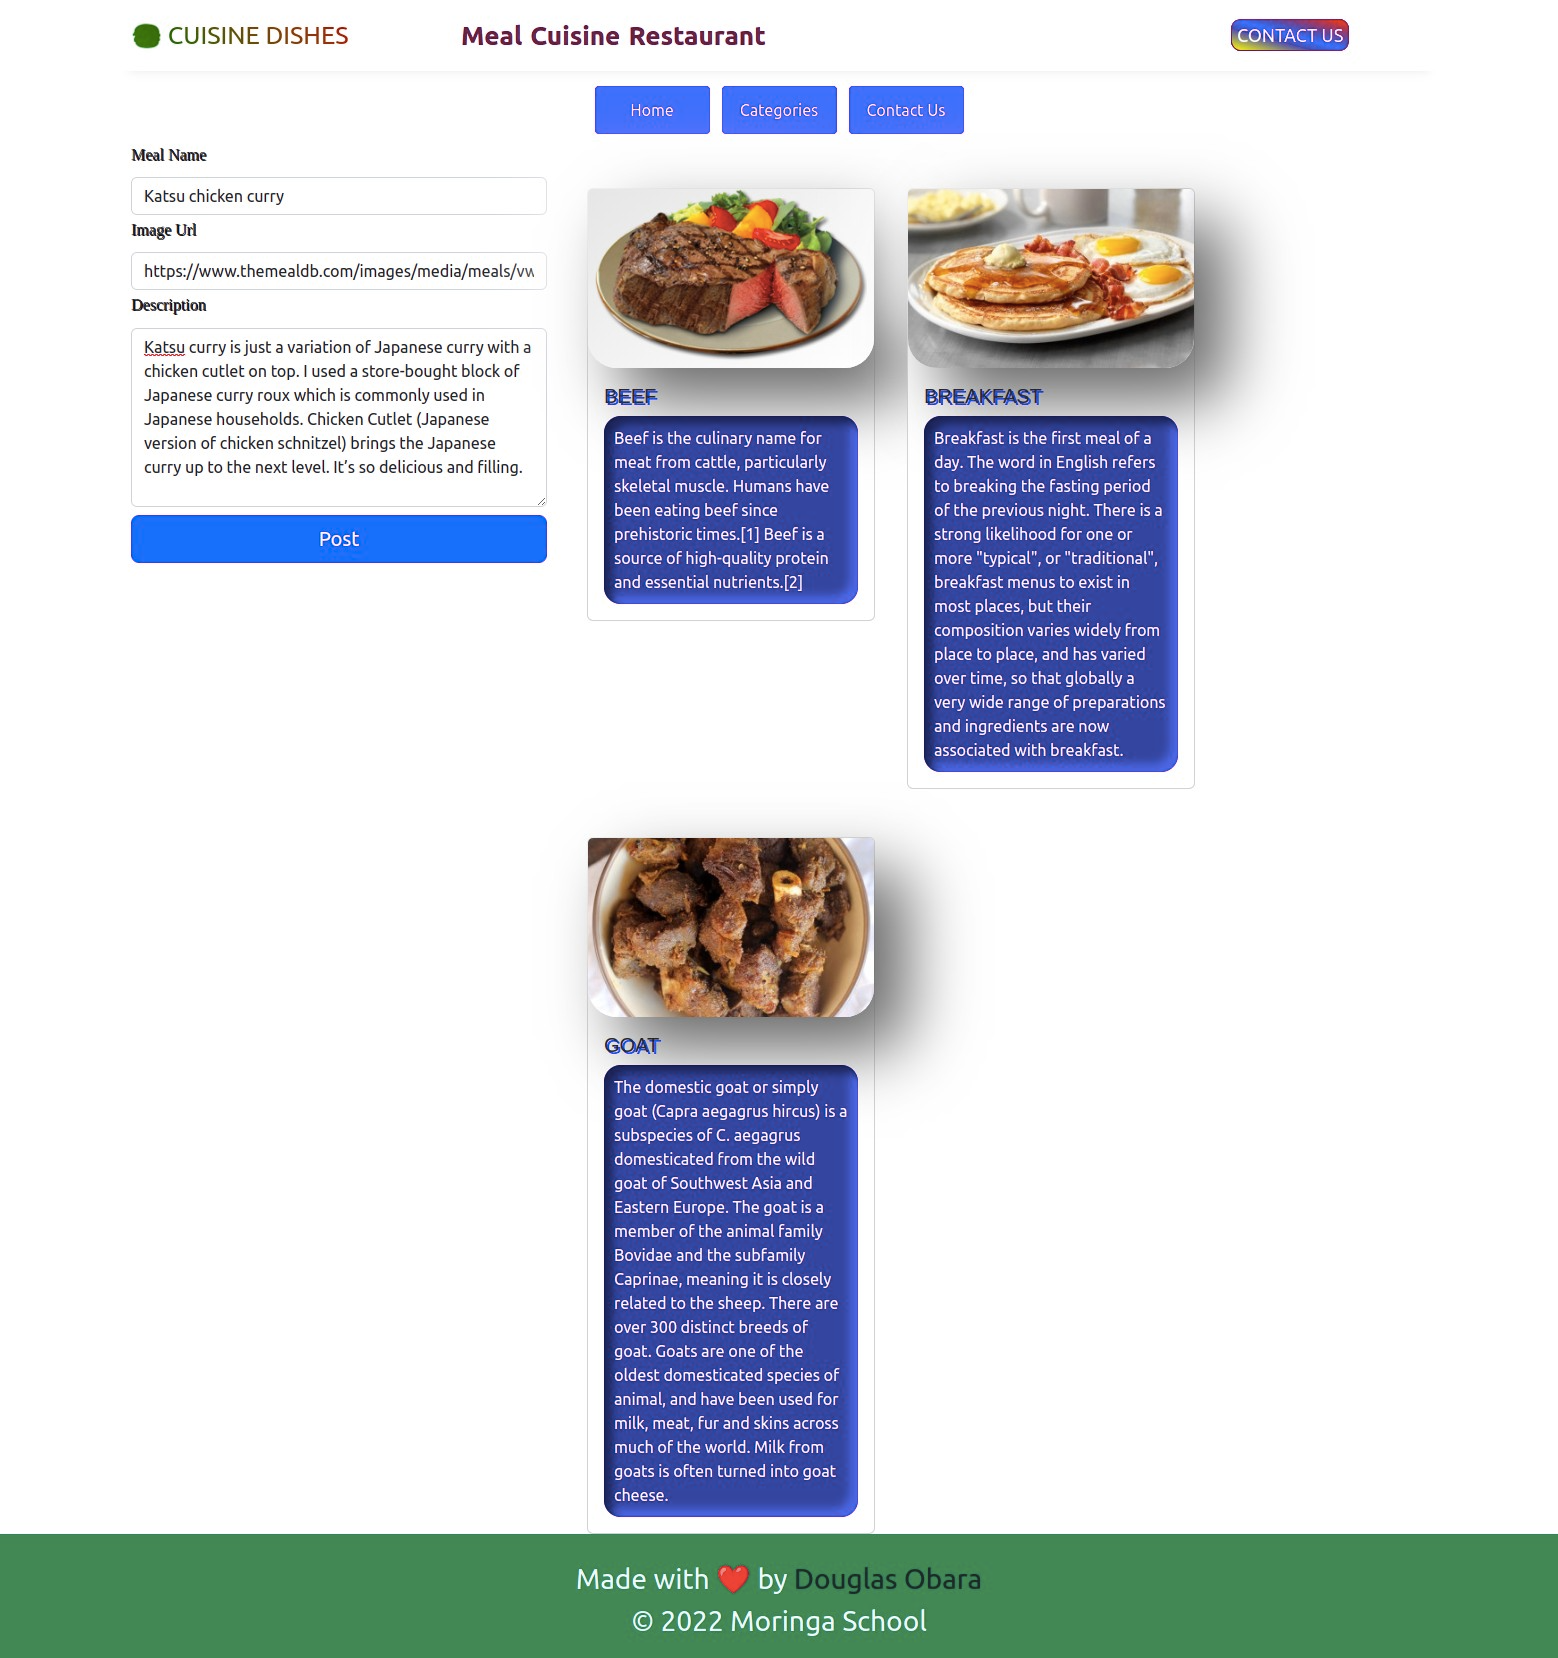 CUISINE DISHES
Meal Cuisine Restaurant
CONTACT US
Home
Categories
Contact Us
Meal Name
Katsu chicken curry
Image Url
https://www.themealdb.com/images/media/meals/vw
Description
Katsu curry is just a variation of Japanese curry with a
chicken cutlet on top. I used a store-bought block of
Japanese curry roux which is commonly used in
Japanese households. Chicken Cutlet (Japanese
version of chicken schnitzel) brings the Japanese
curry up to the next level. It’s so delicious and filling.
Post
BEEF
Beef is the culinary name for
meat from cattle, particularly
skeletal muscle. Humans have
been eating beef since
prehistoric times.[1] Beef is a
source of high-quality protein
and essential nutrients.[2]
BREAKFAST
Breakfast is the first meal of a
day. The word in English refers
to breaking the fasting period
of the previous night. There is a
strong likelihood for one or
more "typical", or "traditional",
breakfast menus to exist in
most places, but their
composition varies widely from
place to place, and has varied
over time, so that globally a
very wide range of preparations
and ingredients are now
associated with breakfast.
GOAT
The domestic goat or simply
goat (Capra aegagrus hircus) is a
subspecies of C. aegagrus
domesticated from the wild
goat of Southwest Asia and
Eastern Europe. The goat is a
member of the animal family
Bovidae and the subfamily
Caprinae, meaning it is closely
related to the sheep. There are
over 300 distinct breeds of
goat. Goats are one of the
oldest domesticated species of
animal, and have been used for
milk, meat, fur and skins across
much of the world. Milk from
goats is often turned into goat
cheese.
Made with ❤️ by Douglas Obara
© 2022 Moringa School